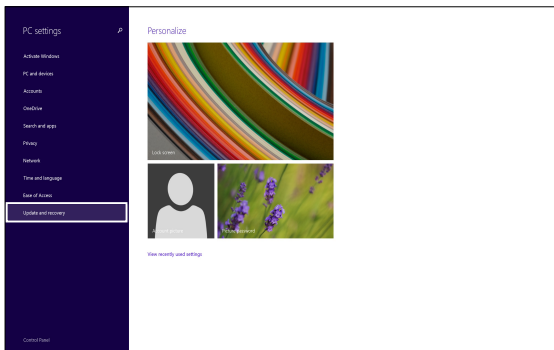 PC settings
Activate Windows
PC and devices
Accounts
OneDrive
Search and apps
Privacy
Network
Time and language
Ease of Access
Update and recovery
Control Panel
Personalize
Lock screen
Account picture
Picture password
View recently used settings